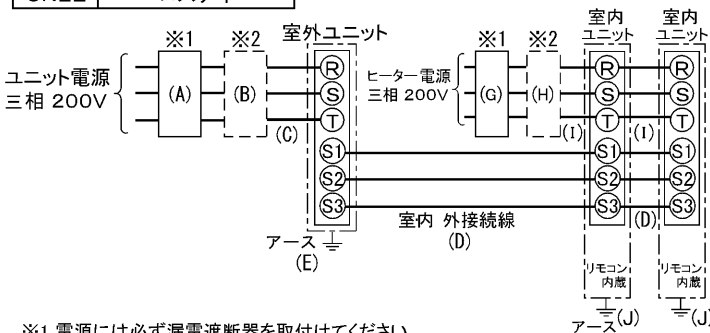 ※1 ※2 室外ユニット ※1 ※2 室内ユニット 室内ユニット
ユニット電源
三相 200V
(A) (B) (C)
R
S
T
S1
S2
S3
アース
(E)
ヒーター電源
三相 200V
(G) (H) (I) (I)
R R
S S
T T
S1 S1
S2 S2
S3 S3
室内 外接続線
(D) (D)
リモコン内蔵 リモコン内蔵
アース (J) (J)
※1 電源には必ず漏電遮断器を取付けてください